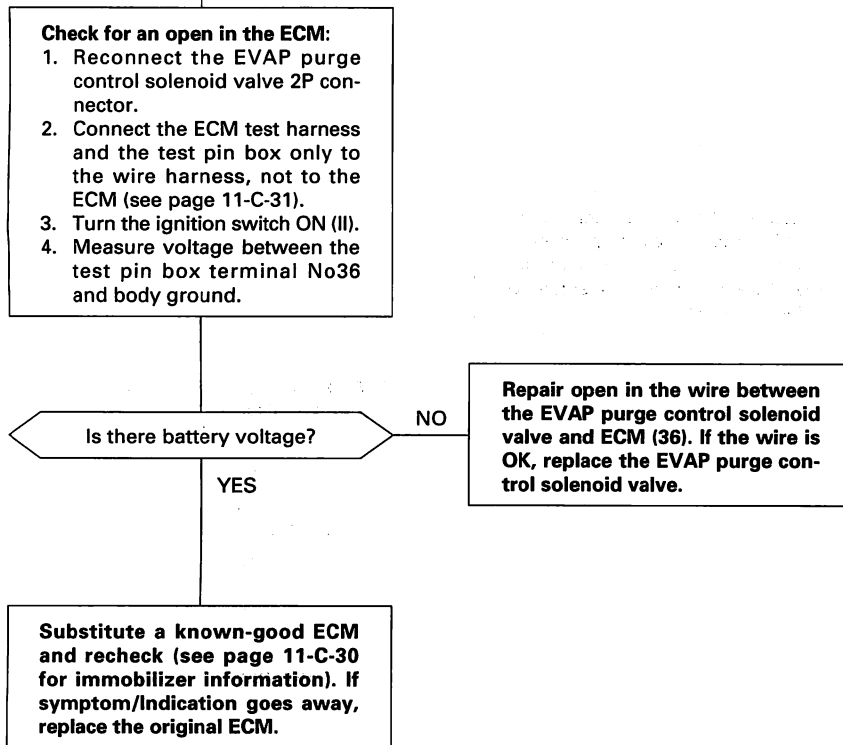 Check for an open in the ECM:
1. Reconnect the EVAP purge
control solenoid valve 2P con-
nector.
2. Connect the ECM test harness
and the test pin box only to
the wire harness, not to the
ECM (see page 11-C-31).
3. Turn the ignition switch ON (II).
4. Measure voltage between the
test pin box terminal No36
and body ground.
Is there battery voltage?
NO
Repair open in the wire between
the EVAP purge control solenoid
valve and ECM (36). If the wire is
OK, replace the EVAP purge con-
trol solenoid valve.
YES
Substitute a known-good ECM
and recheck (see page 11-C-30
for immobilizer information). If
symptom/Indication goes away,
replace the original ECM.